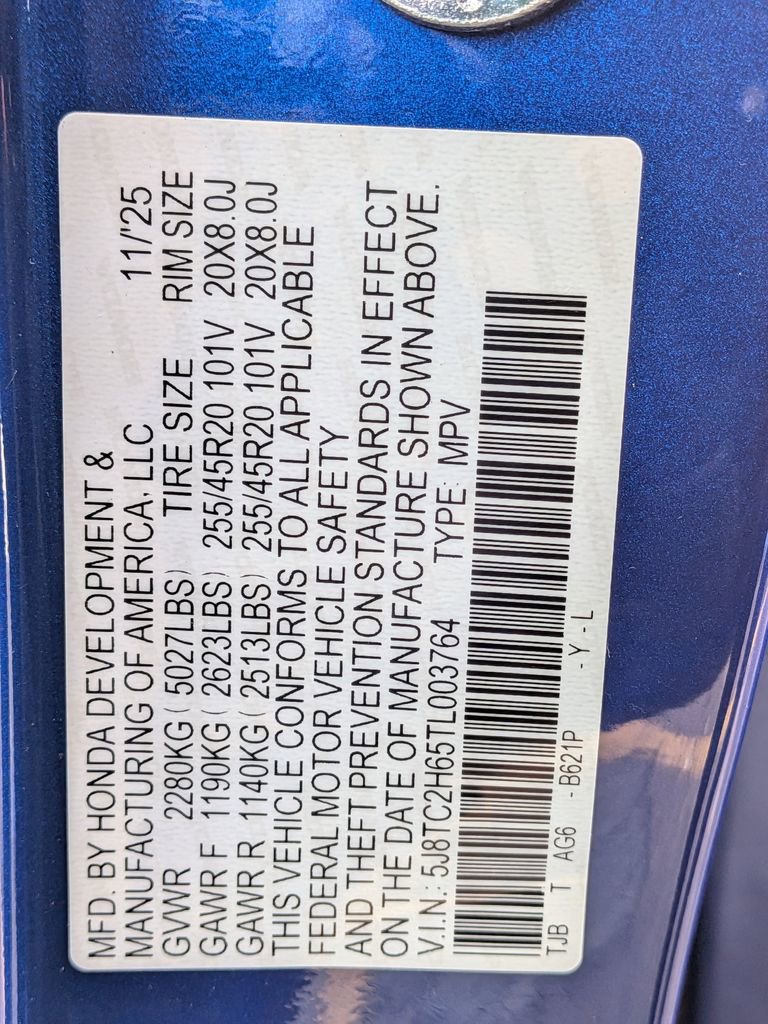 MFD. BY HONDA DEVELOPMENT &
MANUFACTURING OF AMERICA, LLC 11/'25
GVWR 2280KG ( 5027LBS) TIRE SIZE RIM SIZE
GAWR F 1190KG ( 2623LBS) 255/45R20 101V 20X8.0J
GAWR R 1140KG ( 2513LBS) 255/45R20 101V 20X8.0J
THIS VEHICLE CONFORMS TO ALL APPLICABLE
FEDERAL MOTOR VEHICLE SAFETY
AND THEFT PREVENTION STANDARDS IN EFFECT
ON THE DATE OF MANUFACTURE SHOWN ABOVE.
V.I.N.: 5J8TC2H65TL003764 TYPE: MPV
TJB T AG6 - B621P - Y - L